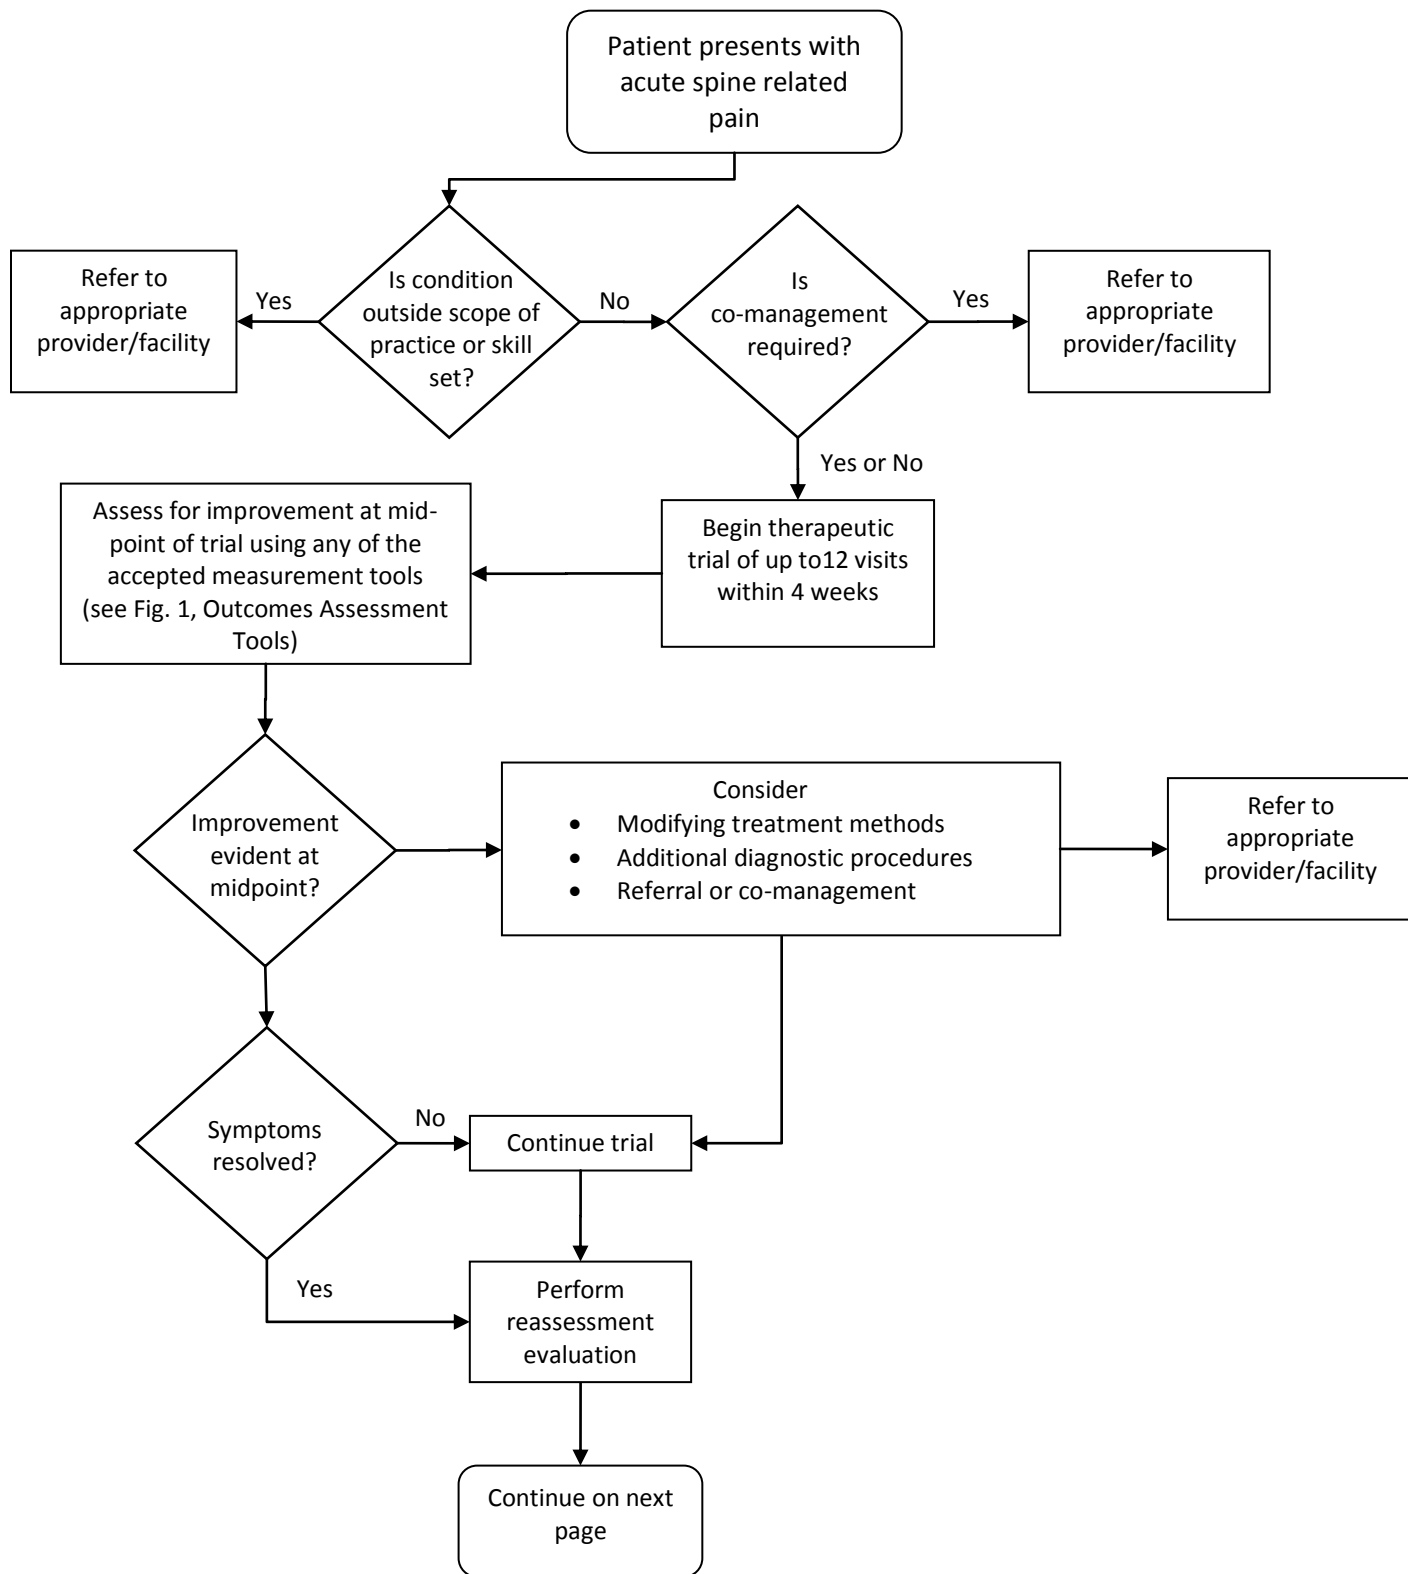 Patient presents with
acute spine related
pain
Refer to
appropriate
provider/facility
Yes
Is condition
outside scope of
practice or skill
set?
No
Is
co-management
required?
Yes
Refer to
appropriate
provider/facility
Yes or No
Assess for improvement at mid-
point of trial using any of the
accepted measurement tools
(see Fig. 1, Outcomes Assessment
Tools)
Begin therapeutic
trial of up to12 visits
within 4 weeks
Improvement
evident at
midpoint?
Consider
• Modifying treatment methods
• Additional diagnostic procedures
• Referral or co-management
Refer to
appropriate
provider/facility
Symptoms
resolved?
No
Continue trial
Yes
Perform
reassessment
evaluation
Continue on next
page